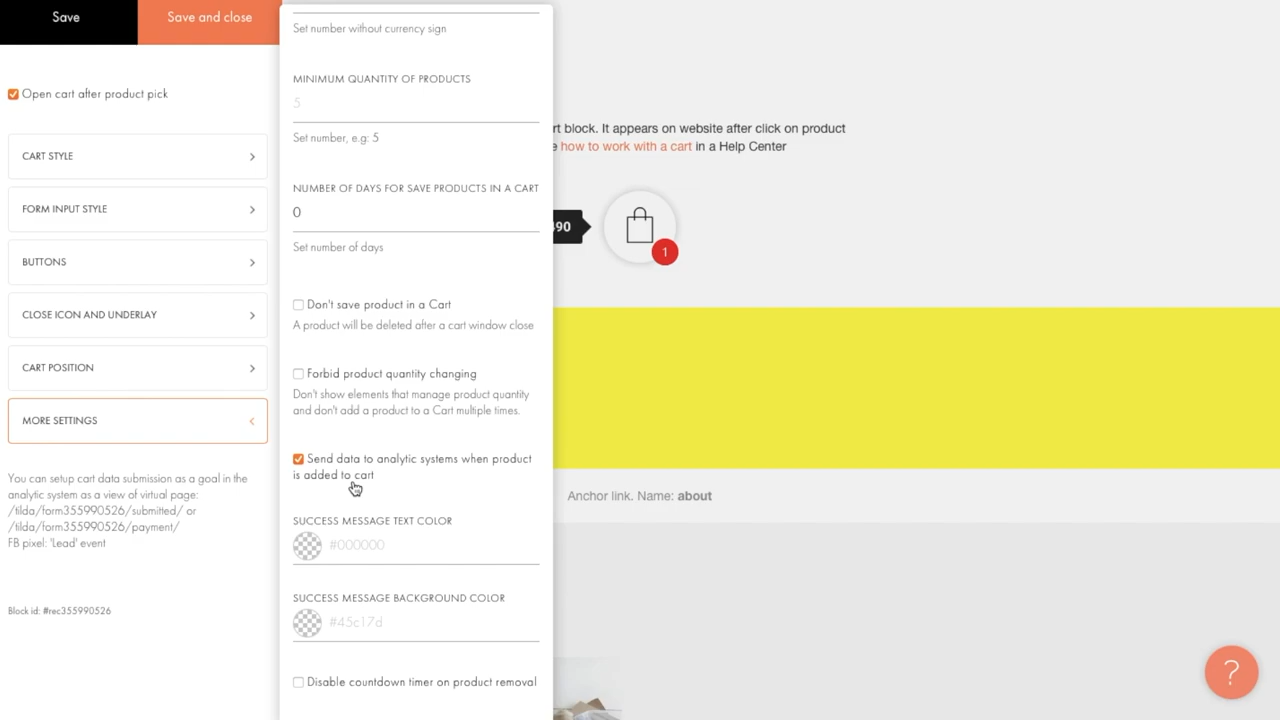 Save
Save and close
Open cart after product pick
CART STYLE
FORM INPUT STYLE
BUTTONS
CLOSE ICON AND UNDERLAY
CART POSITION
MORE SETTINGS
You can setup cart data submission as a goal in the
analytic system as a view of virtual page:
/tilda/form355990526/submitted/ or
/tilda/form355990526/payment/
FB pixel: 'Lead' event
Block id: #rec355990526
Set number without currency sign
MINIMUM QUANTITY OF PRODUCTS
5
Set number, e.g: 5
NUMBER OF DAYS FOR SAVE PRODUCTS IN A CART
0
Set number of days
Don't save product in a Cart
A product will be deleted after a cart window close
Forbid product quantity changing
Don't show elements that manage product quantity
and don't add a product to a Cart multiple times.
Send data to analytic systems when product
is added to cart
SUCCESS MESSAGE TEXT COLOR
#000000
SUCCESS MESSAGE BACKGROUND COLOR
#45c17d
Disable countdown timer on product removal
rt block. It appears on website after click on product
e how to work with a cart in a Help Center
90
1
Anchor link. Name: about
?